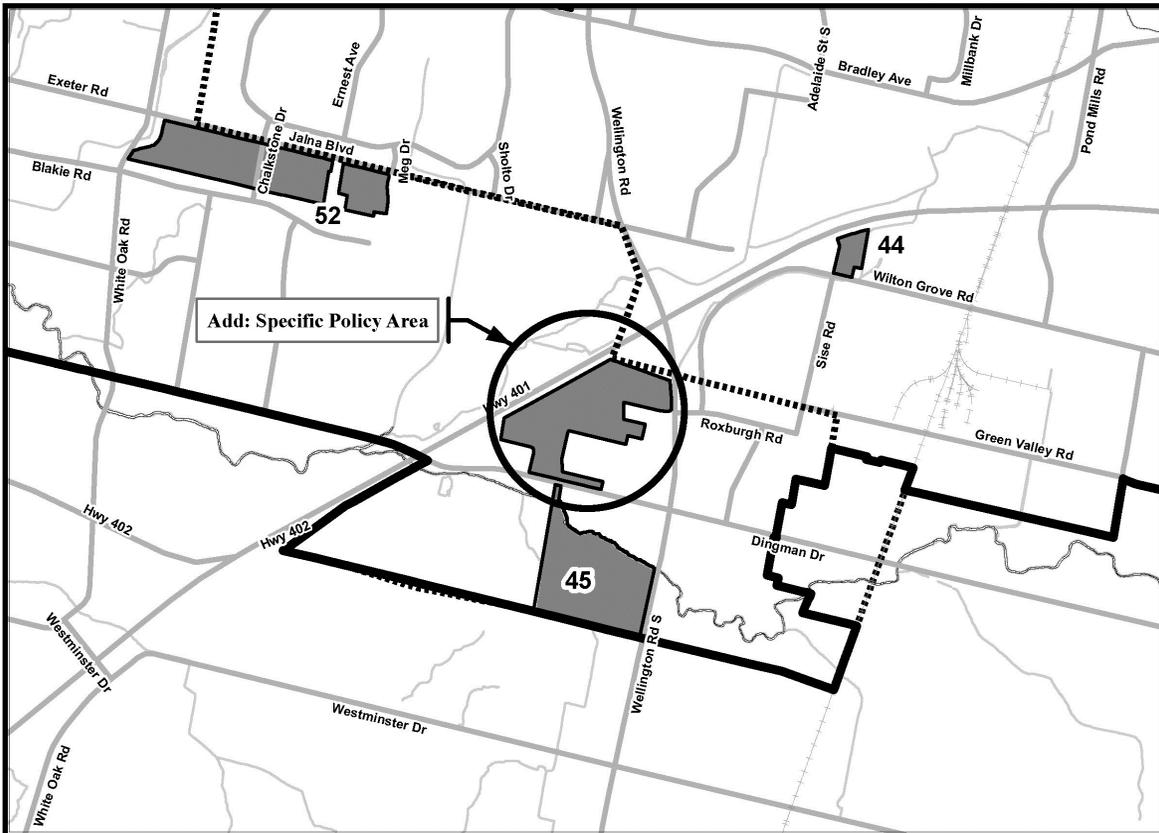 Millbank Dr
Adelaide St S
Bradley Ave
Pond Mills Rd
Ernest Ave
Exeter Rd
Wellington Rd
Chalkstone Dr
Jalna Blvd
Meg Dr
Sholto Dr
Blakie Rd
52
White Oak Rd
44
Wilton Grove Rd
Add: Specific Policy Area
Sise Rd
Hwy 401
Roxburgh Rd
Green Valley Rd
Hwy 402
Hwy 402
Dingman Dr
45
Westminster Dr
Wellington Rd S
Westminster Dr
White Oak Rd